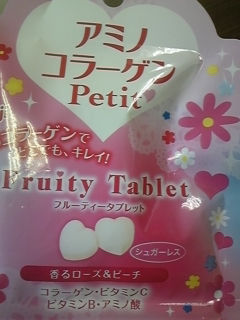 アミノ
コラーゲン
Petit
コラーゲンで
とっても、キレイ!
Fruity Tablet
フルーティータブレット
シュガーレス
香るローズ&ピーチ
コラーゲン・ビタミンC
ビタミンB・アミノ酸